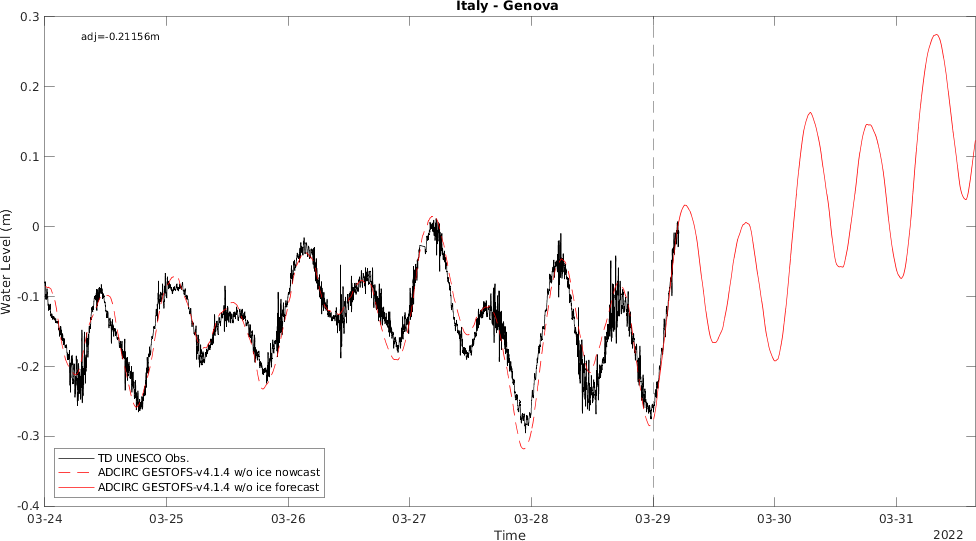 Italy - Genova
adj=-0.21156m
0.3
0.2
0.1
0
-0.1
-0.2
-0.3
-0.4
Water Level (m)
TD UNESCO Obs.
ADCIRC GESTOFS-v4.1.4 w/o ice nowcast
ADCIRC GESTOFS-v4.1.4 w/o ice forecast
03-24 03-25 03-26 03-27 03-28 03-29 03-30 03-31
Time
2022